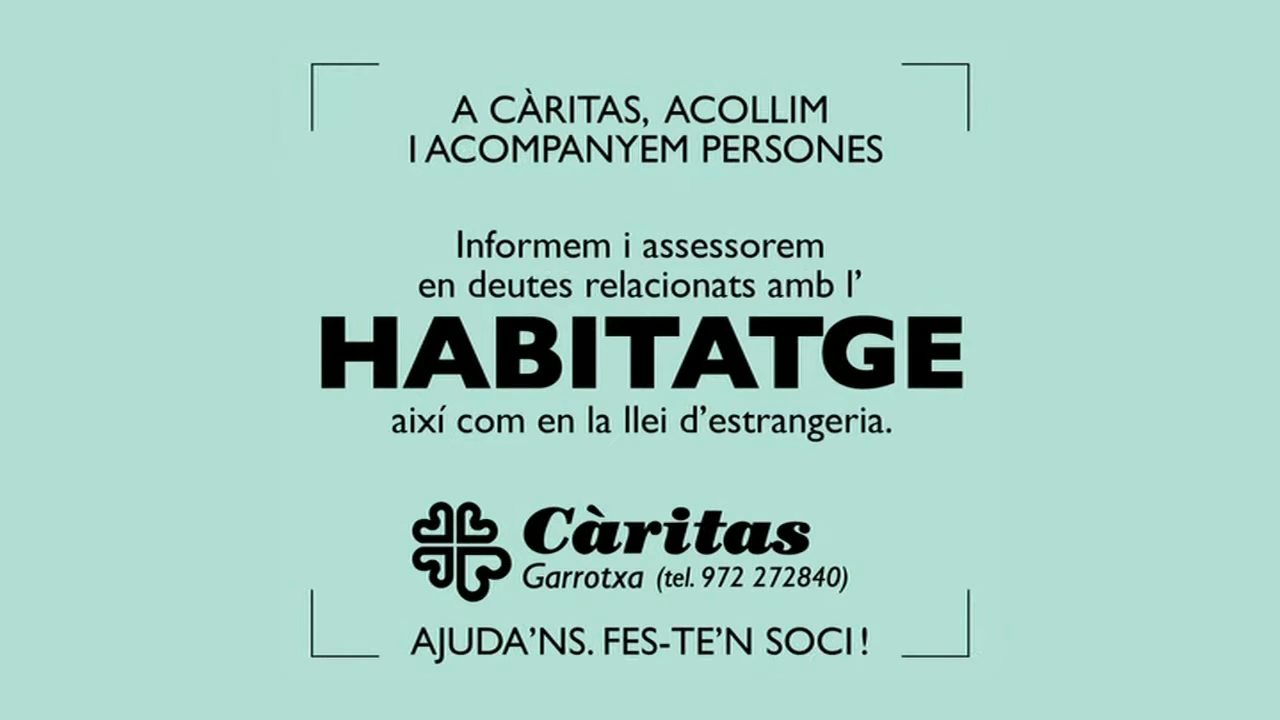 A CÀRITAS, ACOLLIM
I ACOMPANYEM PERSONES
Informem i assessorem
en deutes relacionats amb l’
HABITATGE
així com en la llei d’estrangeria.
Càritas
Garrotxa (tel. 972 272840)
AJUDA’NS. FES-TE’N SOCI !